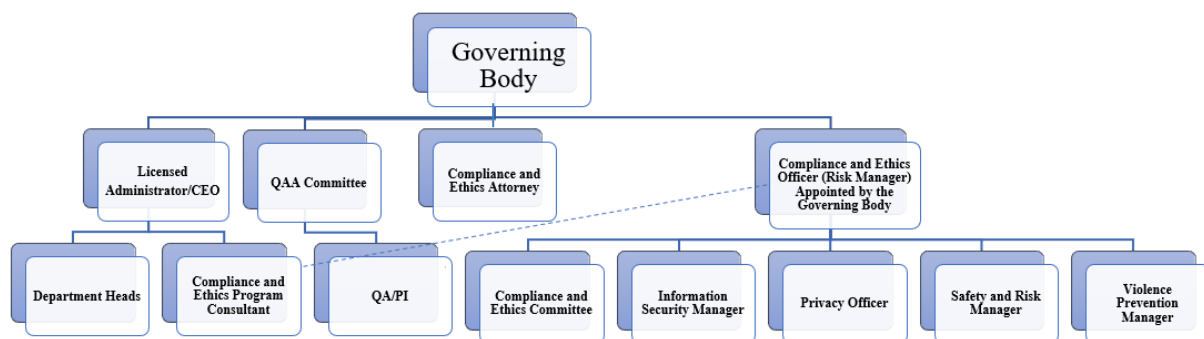 Governing
Body
Licensed
Administrator/CEO
QAA Committee
Compliance and
Ethics Attorney
Compliance and Ethics
Officer (Risk Manager)
Appointed by the
Governing Body
Department Heads
Compliance and
Ethics Program
Consultant
QA/PI
Compliance and
Ethics Committee
Information
Security Manager
Privacy Officer
Safety and Risk
Manager
Violence
Prevention
Manager